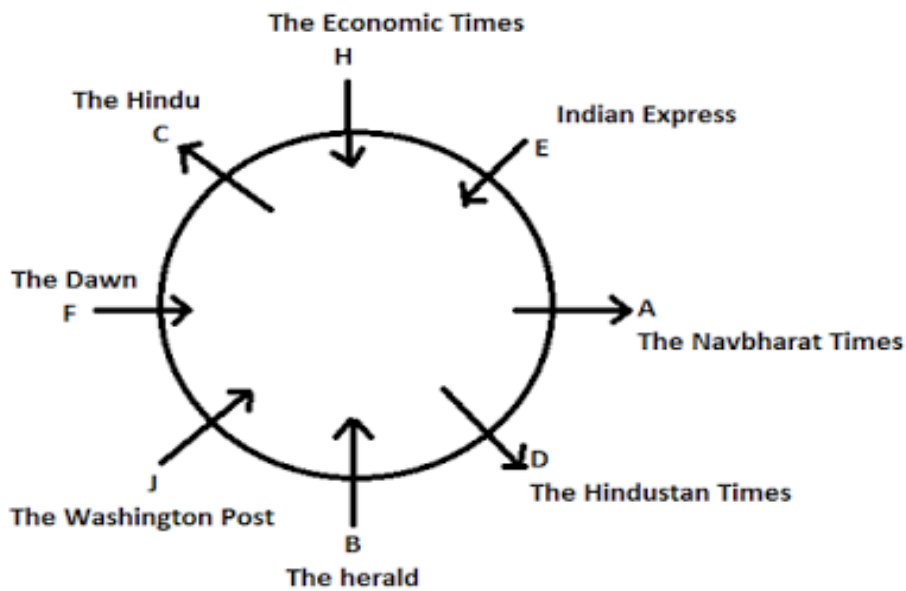 The Economic Times
H
The Hindu
C
Indian Express
E
The Dawn
F
A
The Navbharat Times
D
The Hindustan Times
J
The Washington Post
B
The herald